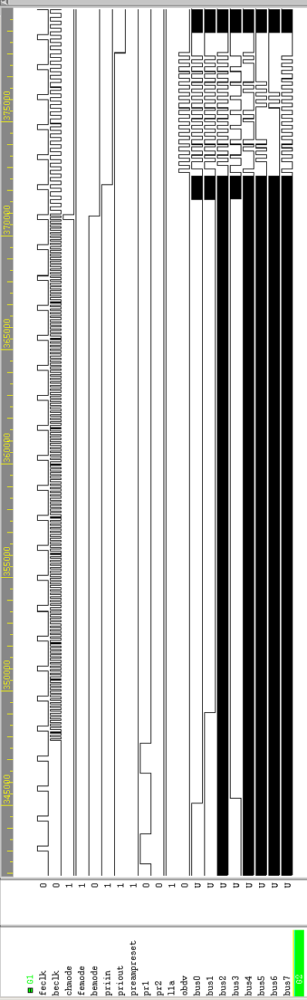 345000 350000 355000 360000 365000 370000 375000
G1
feclk 0
beclk 0
chmode 1
femode 1
bemode 0
priin 1
priout 1
preampreset 1
pr1 0
pr2 0
l1a 1
obdv 0
bus0 U
bus1 U
bus2 U
bus3 U
bus4 U
bus5 U
bus6 U
bus7 U
G2